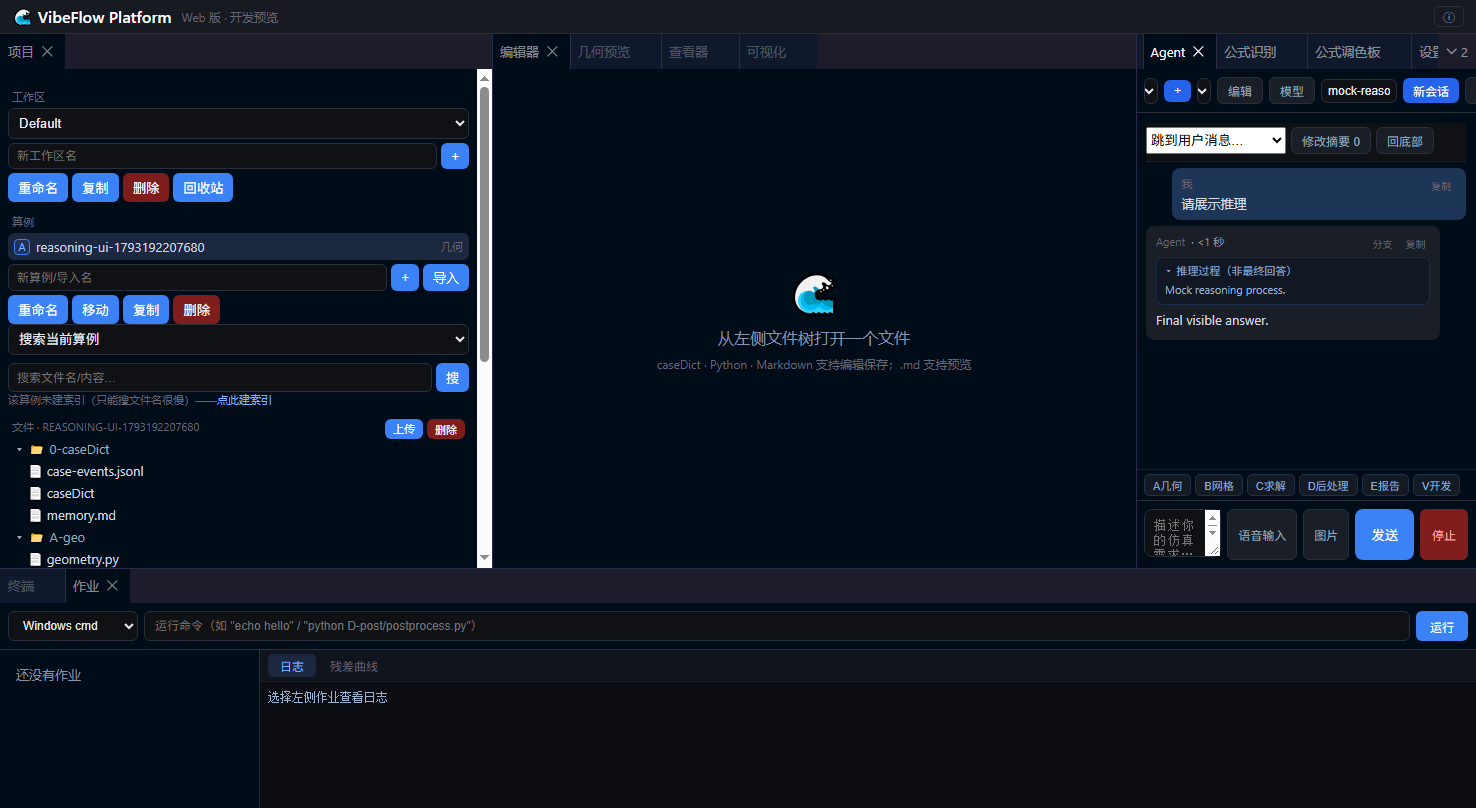 VibeFlow Platform Web 版 · 开发预览
项目
工作区
Default
新工作区名 +
重命名 复制 删除 回收站
算例
A reasoning-ui-1793192207680 几何
新算例/导入名 + 导入
重命名 移动 复制 删除
搜索当前算例
搜索文件名/内容... 搜
该算例未建索引（只能搜文件名很慢）——点此建索引
文件 · REASONING-UI-1793192207680 上传 删除
0-caseDict
case-events.jsonl
caseDict
memory.md
A-geo
geometry.py
编辑器 几何预览 查看器 可视化
从左侧文件树打开一个文件
caseDict · Python · Markdown 支持编辑保存；.md 支持预览
Agent 公式识别 公式调色板 设置 2
+ 编辑 模型 mock-reaso 新会话
跳到用户消息... 修改摘要 0 回底部
我 复制
请展示推理
Agent · <1 秒 分支 复制
推理过程（非最终回答）
Mock reasoning process.
Final visible answer.
A几何 B网格 C求解 D后处理 E报告 V开发
描述你
的仿真
需求…
语音输入 图片 发送 停止
终端 作业
Windows cmd 运行命令（如 "echo hello" / "python D-post/postprocess.py"） 运行
还没有作业
日志 残差曲线
选择左侧作业查看日志